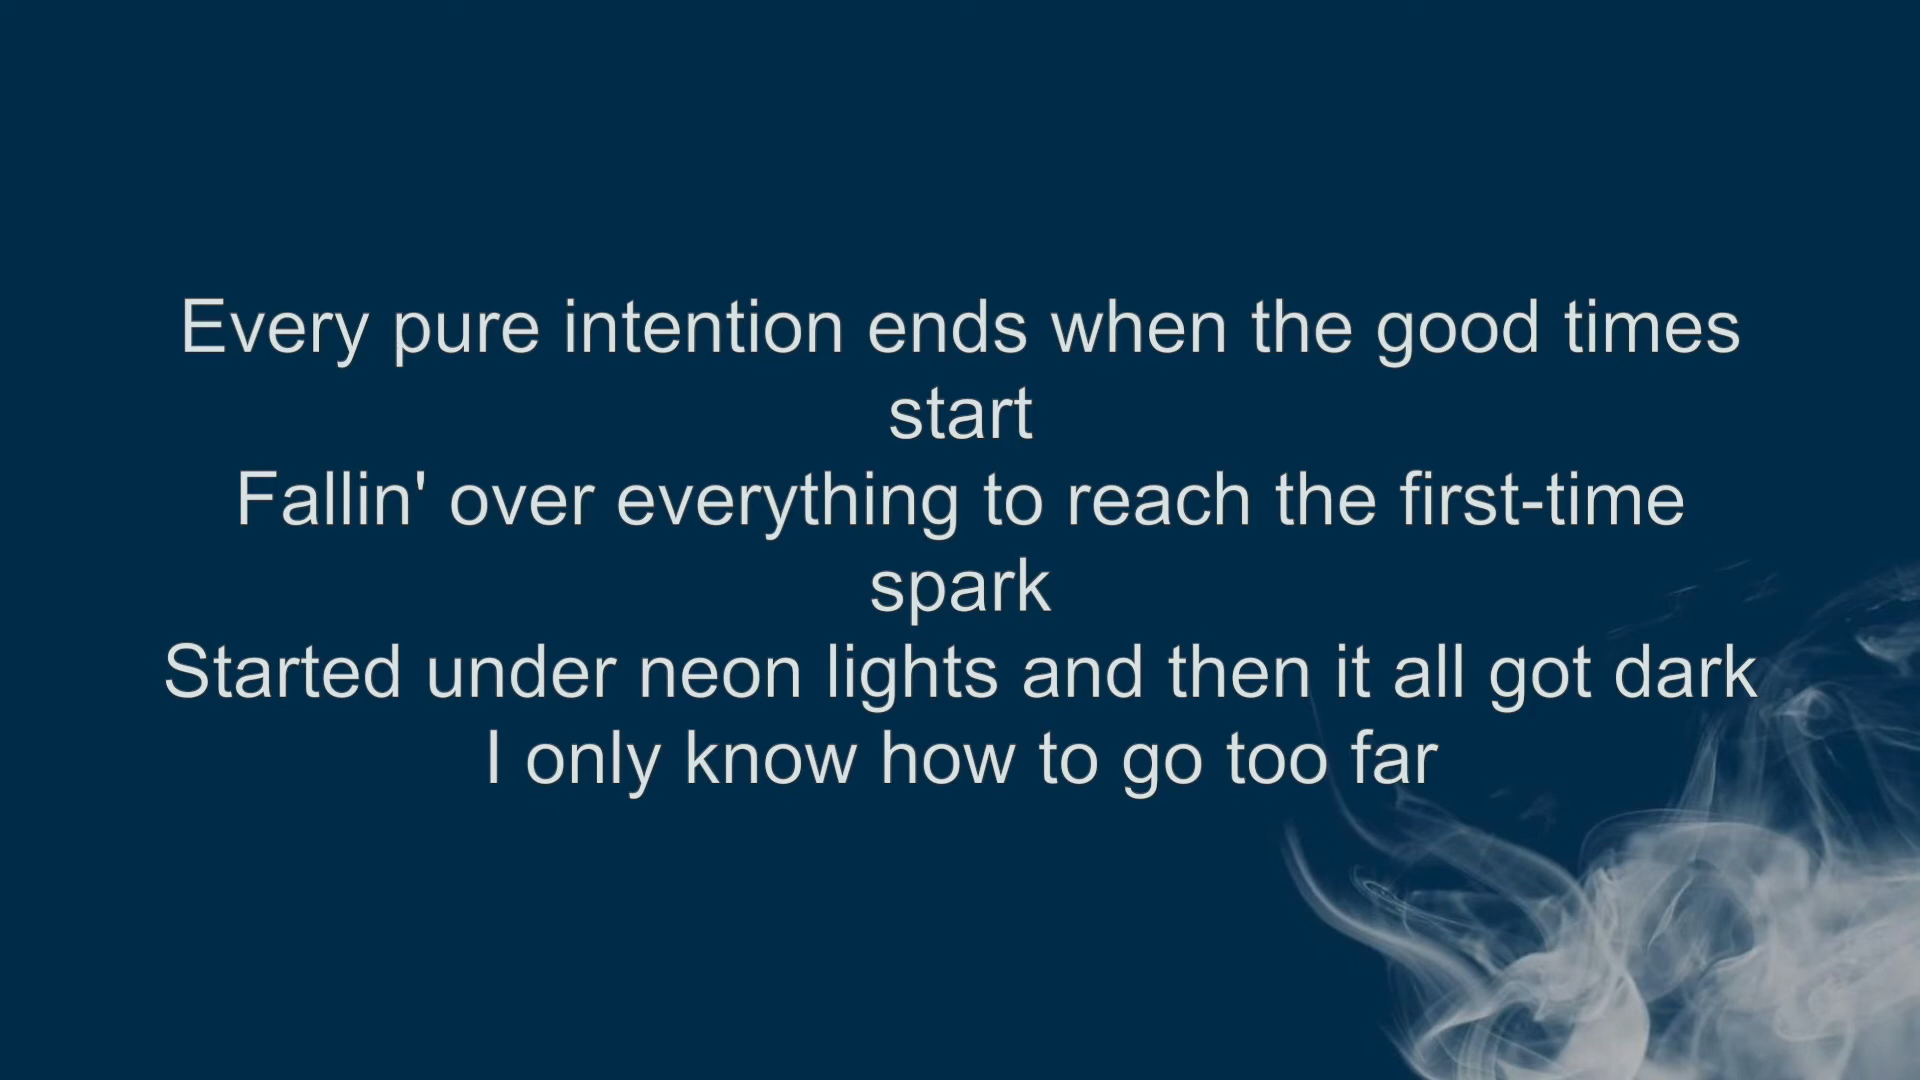 Every pure intention ends when the good times
start
Fallin' over everything to reach the first-time
spark
Started under neon lights and then it all got dark
I only know how to go too far